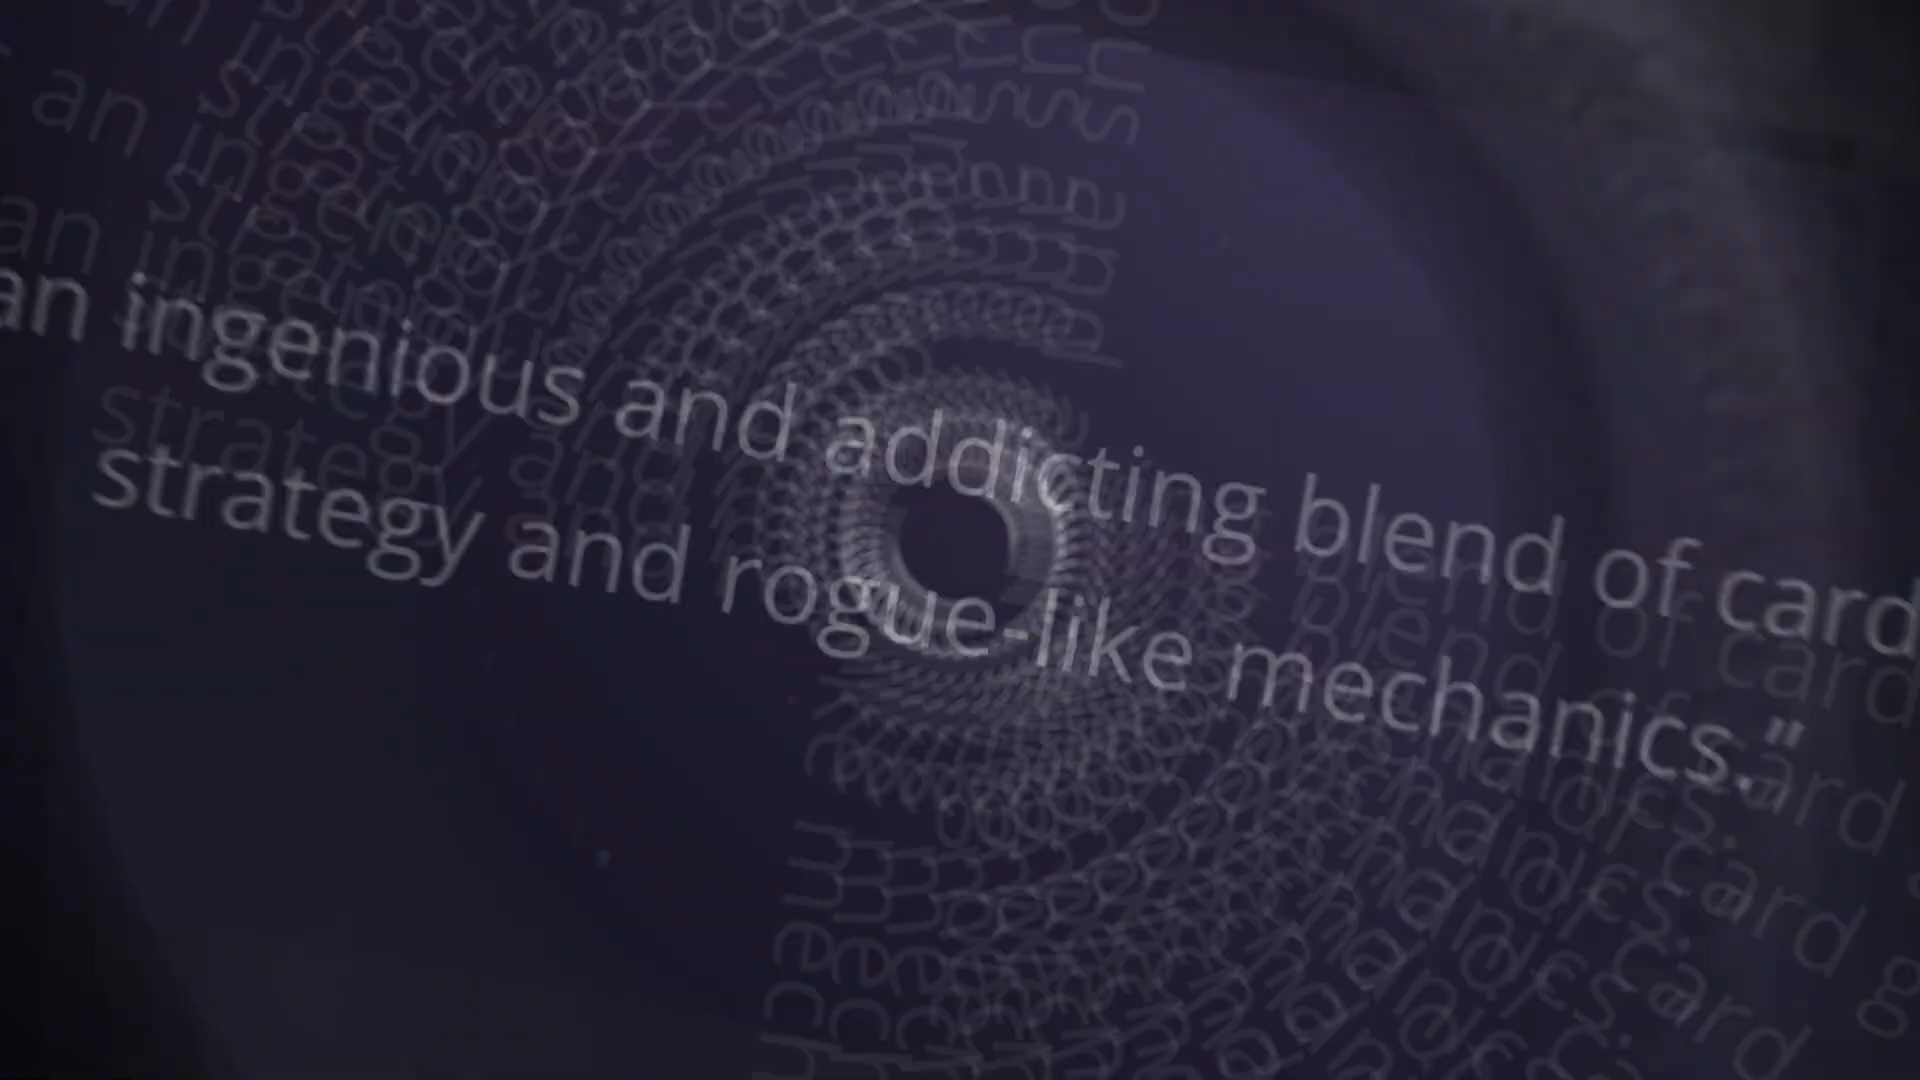 an ingenious and addicting blend of card
strategy and rogue-like mechanics."